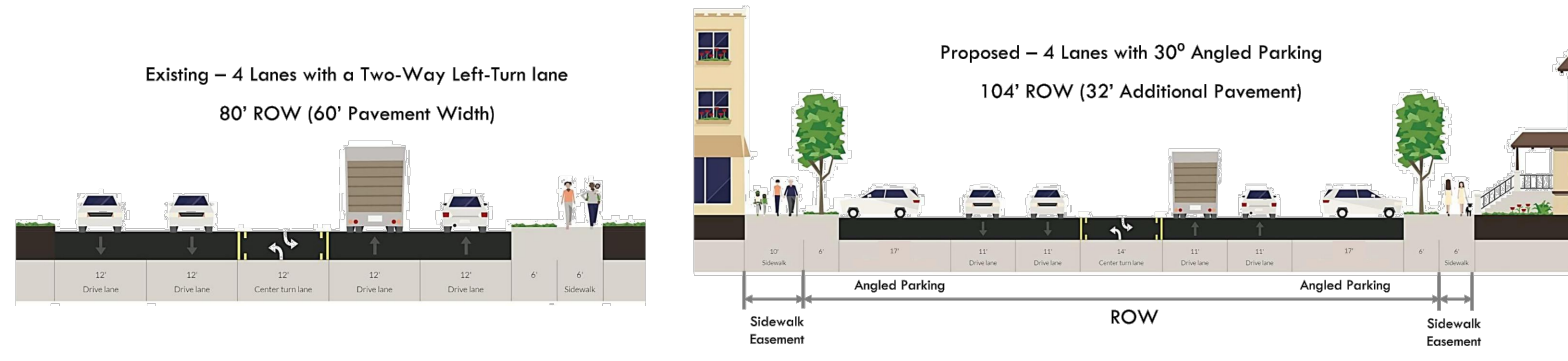 Existing – 4 Lanes with a Two-Way Left-Turn lane
80' ROW (60' Pavement Width)
12' 12' 12' 12' 12' 6' 6'
Drive lane Drive lane Center turn lane Drive lane Drive lane Sidewalk
Proposed – 4 Lanes with 30⁰ Angled Parking
104' ROW (32' Additional Pavement)
10' 6' 17' 11' 11' 14' 11' 11' 17' 6' 6'
Sidewalk Drive lane Drive lane Center turn lane Drive lane Drive lane Sidewalk
Angled Parking Angled Parking
ROW
Sidewalk
Easement
Sidewalk
Easement